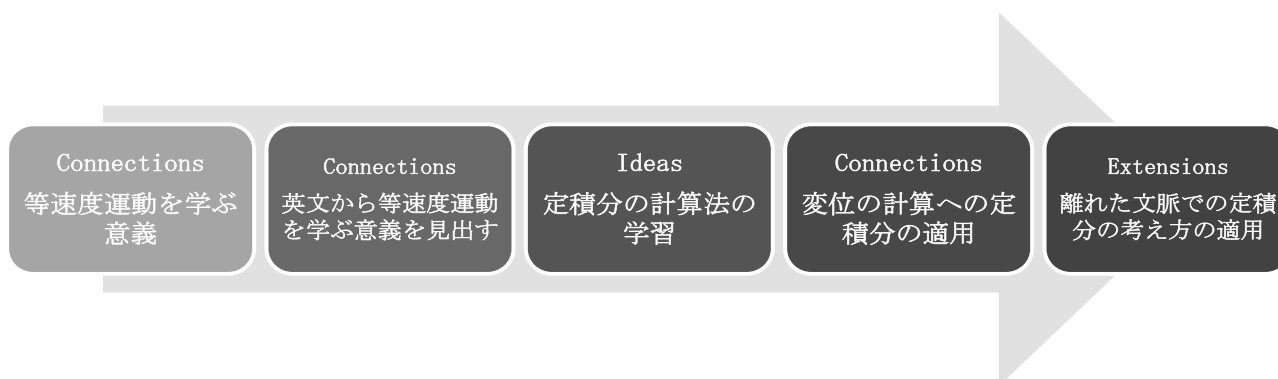 Connections
等速度運動を学ぶ
意義
Connections
英文から等速度運動
を学ぶ意義を見出す
Ideas
定積分の計算法の
学習
Connections
変位の計算への定
積分の適用
Extensions
離れた文脈での定積
分の考え方の適用